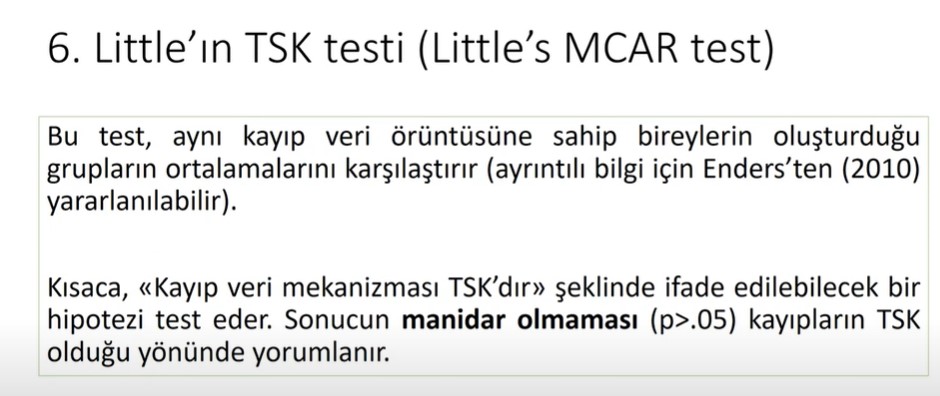 6. Little’ın TSK testi (Little’s MCAR test)
Bu test, aynı kayıp veri örüntüsüne sahip bireylerin oluşturduğu
grupların ortalamalarını karşılaştırır (ayrıntılı bilgi için Enders’ten (2010)
yararlanılabilir).
Kısaca, «Kayıp veri mekanizması TSK’dır» şeklinde ifade edilebilecek bir
hipotezi test eder. Sonucun manidar olmaması (p>.05) kayıpların TSK
olduğu yönünde yorumlanır.